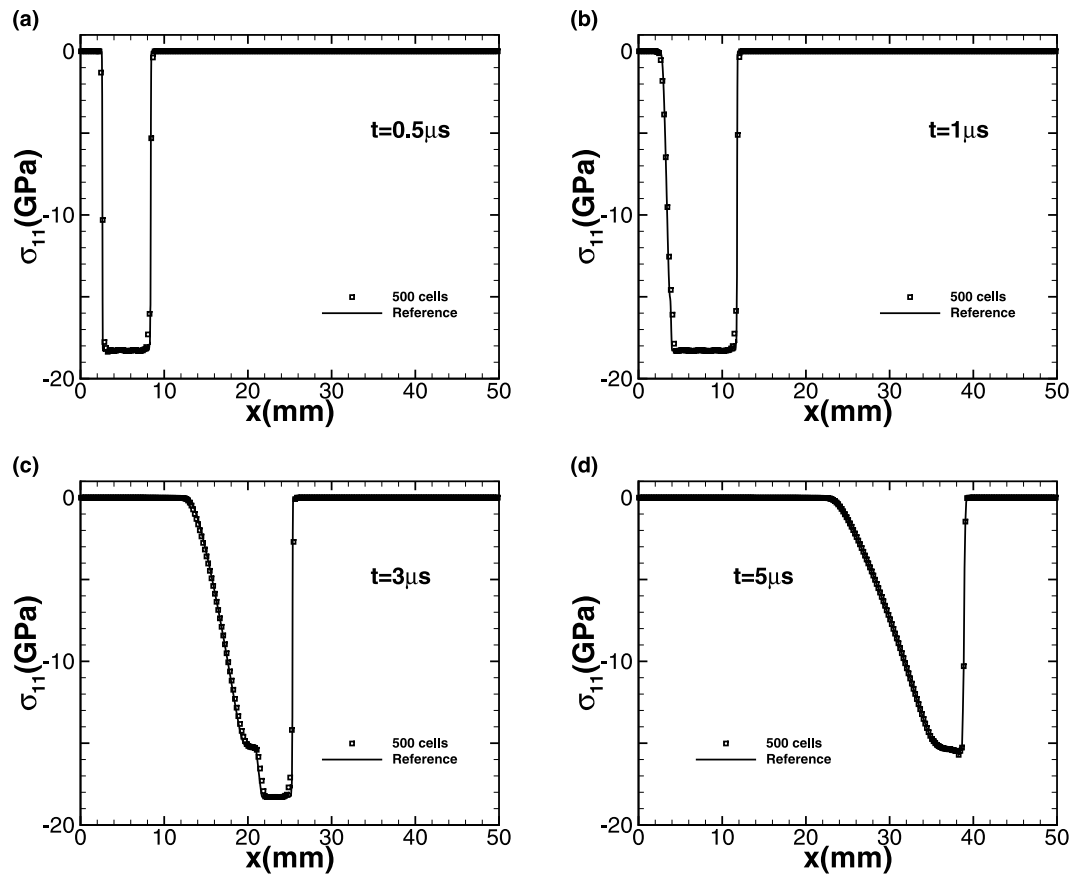 (a)
0
-10
-20
σ11(GPa)
t=0.5μs
500 cells
Reference
0 10 20 30 40 50
x(mm)
(b)
0
-10
-20
σ11(GPa)
t=1μs
500 cells
Reference
0 10 20 30 40 50
x(mm)
(c)
0
-10
-20
σ11(GPa)
t=3μs
500 cells
Reference
0 10 20 30 40 50
x(mm)
(d)
0
-10
-20
σ11(GPa)
t=5μs
500 cells
Reference
0 10 20 30 40 50
x(mm)